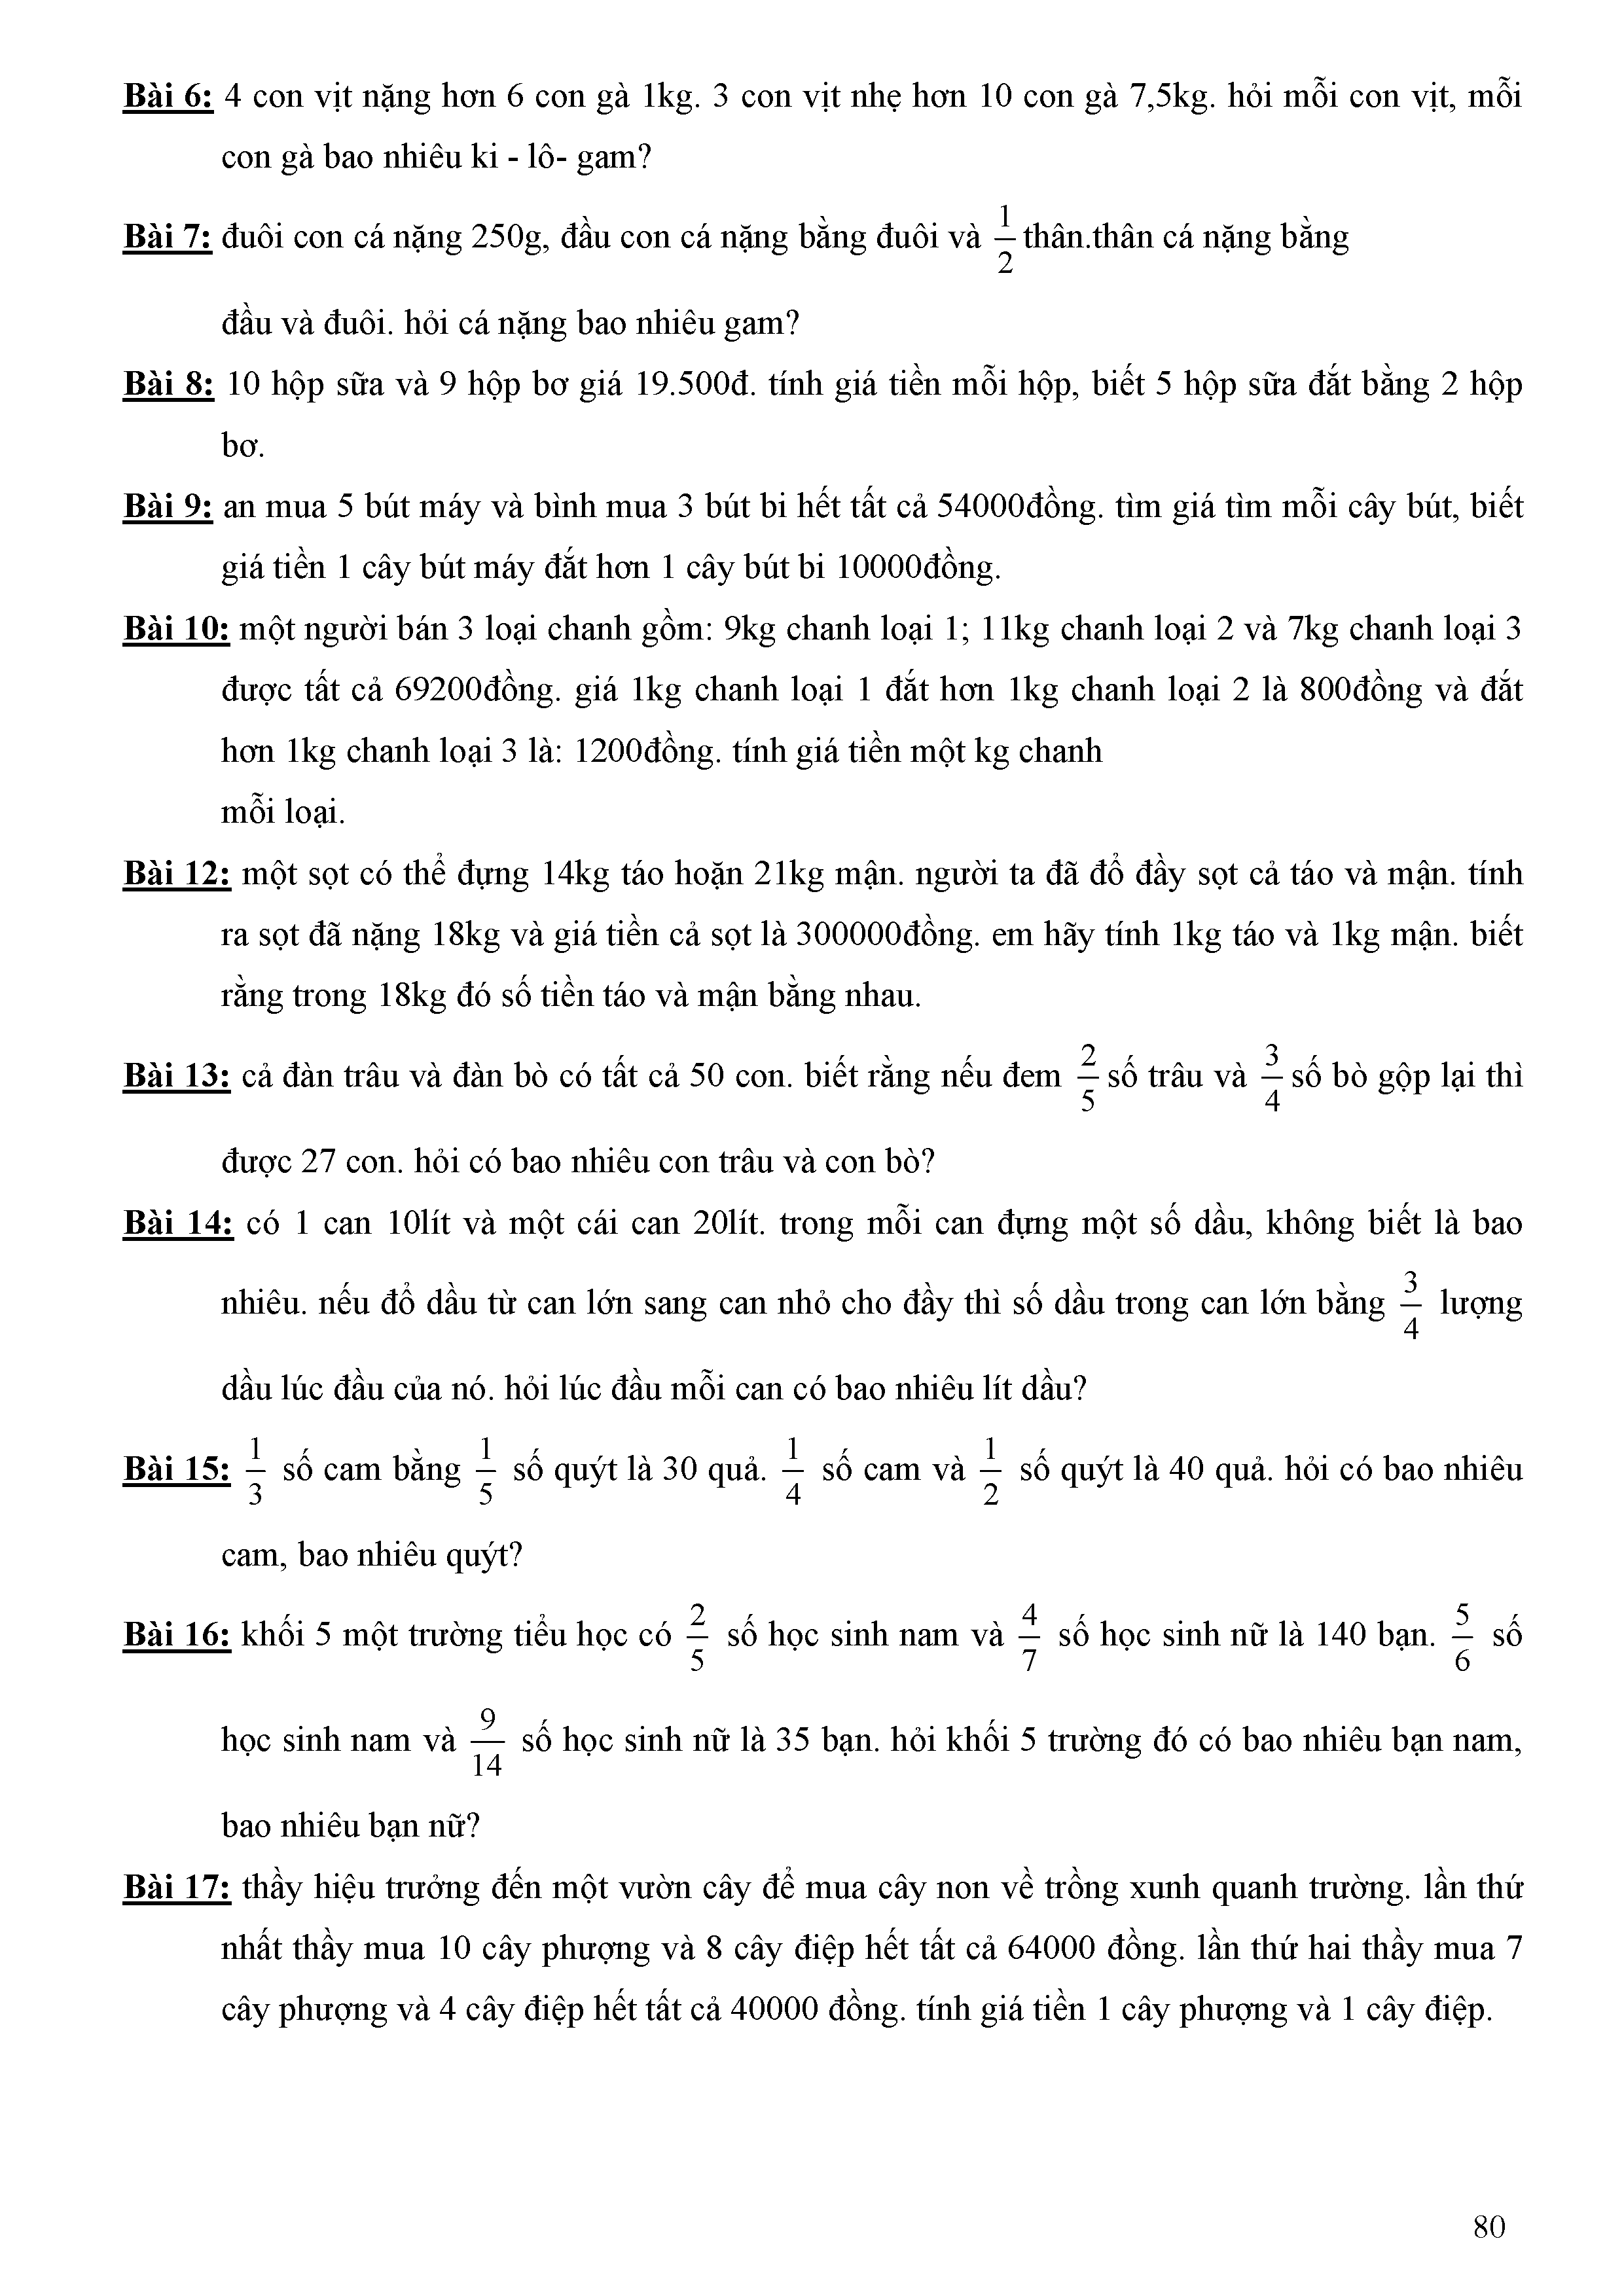 Bài 6: 4 con vịt nặng hơn 6 con gà 1kg. 3 con vịt nhẹ hơn 10 con gà 7,5kg. hỏi mỗi con vịt, mỗi
con gà bao nhiêu ki - lô- gam?
Bài 7: đuôi con cá nặng 250g, đầu con cá nặng bằng đuôi và 1/2 thân.thân cá nặng bằng
đầu và đuôi. hỏi cá nặng bao nhiêu gam?
Bài 8: 10 hộp sữa và 9 hộp bơ giá 19.500đ. tính giá tiền mỗi hộp, biết 5 hộp sữa đắt bằng 2 hộp
bơ.
Bài 9: an mua 5 bút máy và bình mua 3 bút bi hết tất cả 54000đồng. tìm giá tìm mỗi cây bút, biết
giá tiền 1 cây bút máy đắt hơn 1 cây bút bi 10000đồng.
Bài 10: một người bán 3 loại chanh gồm: 9kg chanh loại 1; 11kg chanh loại 2 và 7kg chanh loại 3
được tất cả 69200đồng. giá 1kg chanh loại 1 đắt hơn 1kg chanh loại 2 là 800đồng và đắt
hơn 1kg chanh loại 3 là: 1200đồng. tính giá tiền một kg chanh
mỗi loại.
Bài 12: một sọt có thể đựng 14kg táo hoặn 21kg mận. người ta đã đổ đầy sọt cả táo và mận. tính
ra sọt đã nặng 18kg và giá tiền cả sọt là 300000đồng. em hãy tính 1kg táo và 1kg mận. biết
rằng trong 18kg đó số tiền táo và mận bằng nhau.
Bài 13: cả đàn trâu và đàn bò có tất cả 50 con. biết rằng nếu đem 2/5 số trâu và 3/4 số bò gộp lại thì
được 27 con. hỏi có bao nhiêu con trâu và con bò?
Bài 14: có 1 can 10lít và một cái can 20lít. trong mỗi can đựng một số dầu, không biết là bao
nhiêu. nếu đổ dầu từ can lớn sang can nhỏ cho đầy thì số dầu trong can lớn bằng 3/4 lượng
dầu lúc đầu của nó. hỏi lúc đầu mỗi can có bao nhiêu lít dầu?
Bài 15: 1/3 số cam bằng 1/5 số quýt là 30 quả. 1/4 số cam và 1/2 số quýt là 40 quả. hỏi có bao nhiêu
cam, bao nhiêu quýt?
Bài 16: khối 5 một trường tiểu học có 2/5 số học sinh nam và 4/7 số học sinh nữ là 140 bạn. 5/6 số
học sinh nam và 9/14 số học sinh nữ là 35 bạn. hỏi khối 5 trường đó có bao nhiêu bạn nam,
bao nhiêu bạn nữ?
Bài 17: thầy hiệu trưởng đến một vườn cây để mua cây non về trồng xunh quanh trường. lần thứ
nhất thầy mua 10 cây phượng và 8 cây điệp hết tất cả 64000 đồng. lần thứ hai thầy mua 7
cây phượng và 4 cây điệp hết tất cả 40000 đồng. tính giá tiền 1 cây phượng và 1 cây điệp.
80